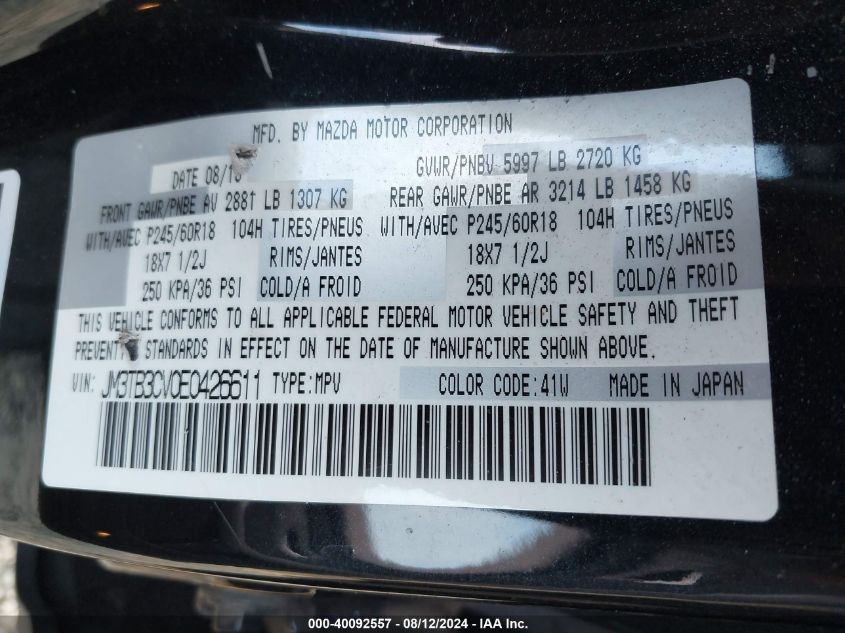 MFD. BY MAZDA MOTOR CORPORATION
DATE 08/13 GVWR/PNBV 5997 LB 2720 KG
FRONT GAWR/PNBE AV 2881 LB 1307 KG REAR GAWR/PNBE AR 3214 LB 1458 KG
WITH/AVEC P245/60R18 104H TIRES/PNEUS WITH/AVEC P245/60R18 104H TIRES/PNEUS
18X7 1/2J RIMS/JANTES 18X7 1/2J RIMS/JANTES
250 KPA/36 PSI COLD/A FROID 250 KPA/36 PSI COLD/A FROID
THIS VEHICLE CONFORMS TO ALL APPLICABLE FEDERAL MOTOR VEHICLE SAFETY AND THEFT
PREVENT STANDARDS IN EFFECT ON THE DATE OF MANUFACTURE SHOWN ABOVE.
VIN: JM3TB3CV0E0426611 TYPE:MPV COLOR CODE:41W MADE IN JAPAN
000-40092557 - 08/12/2024 - IAA Inc.